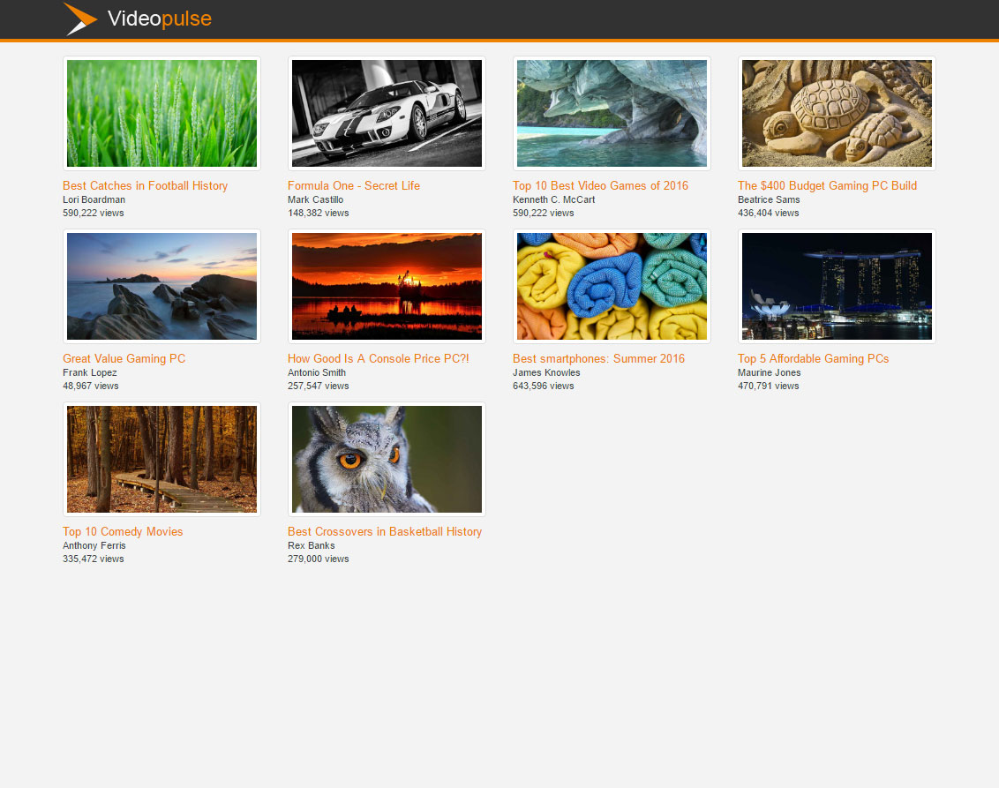 Videopulse
Best Catches in Football History
Lori Boardman
590,222 views
Formula One - Secret Life
Mark Castillo
148,382 views
Top 10 Best Video Games of 2016
Kenneth C. McCart
590,222 views
The $400 Budget Gaming PC Build
Beatrice Sams
436,404 views
Great Value Gaming PC
Frank Lopez
48,967 views
How Good Is A Console Price PC?!
Antonio Smith
257,547 views
Best smartphones: Summer 2016
James Knowles
643,596 views
Top 5 Affordable Gaming PCs
Maurine Jones
470,791 views
Top 10 Comedy Movies
Anthony Ferris
335,472 views
Best Crossovers in Basketball History
Rex Banks
279,000 views